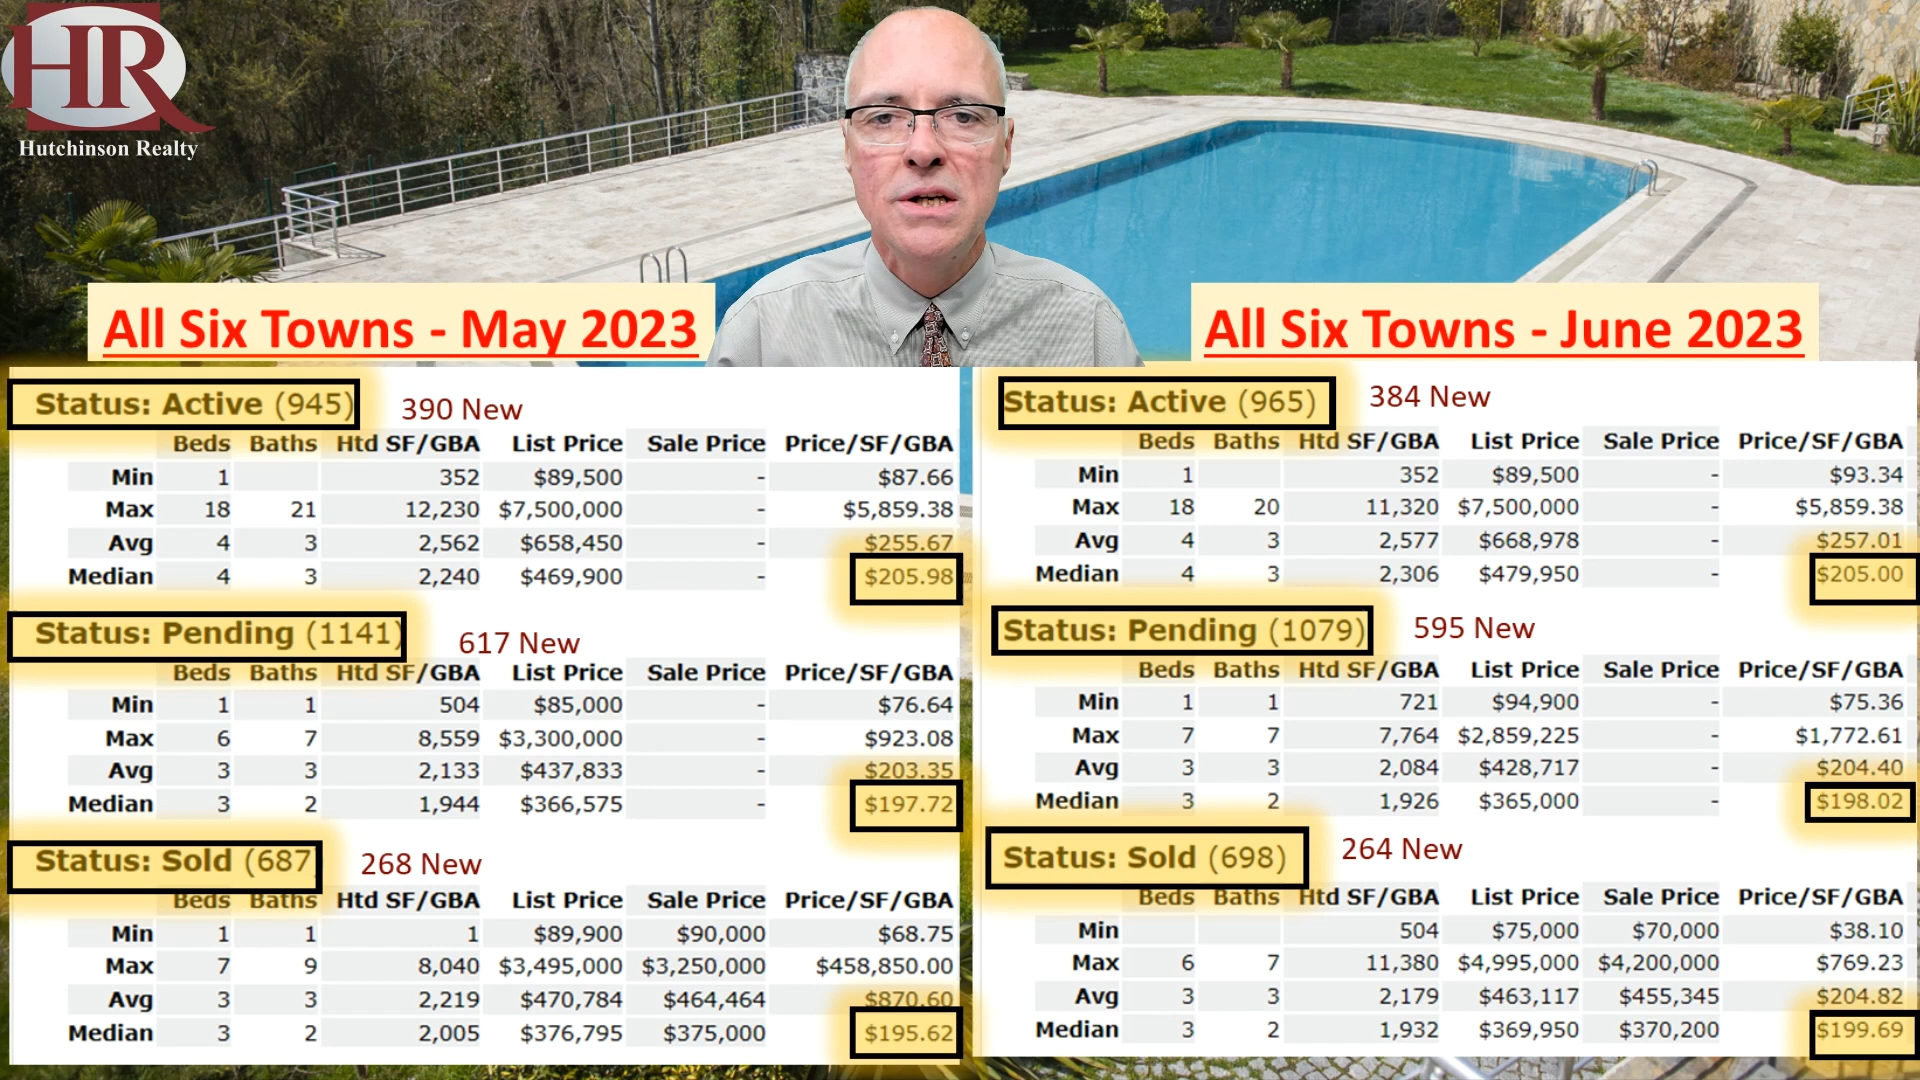 HR
Hutchinson Realty
All Six Towns - May 2023
Status: Active (945) 390 New
Beds Baths Htd SF/GBA List Price Sale Price Price/SF/GBA
Min 1 352 $89,500 - $87.66
Max 18 21 12,230 $7,500,000 - $5,859.38
Avg 4 3 2,562 $658,450 - $255.67
Median 4 3 2,240 $469,900 - $205.98
Status: Pending (1141) 617 New
Beds Baths Htd SF/GBA List Price Sale Price Price/SF/GBA
Min 1 1 504 $85,000 - $76.64
Max 6 7 8,559 $3,300,000 - $923.08
Avg 3 3 2,133 $437,833 - $203.35
Median 3 2 1,944 $366,575 - $197.72
Status: Sold (687 268 New
Beds Baths Htd SF/GBA List Price Sale Price Price/SF/GBA
Min 1 1 1 $89,900 $90,000 $68.75
Max 7 9 8,040 $3,495,000 $3,250,000 $458,850.00
Avg 3 3 2,219 $470,784 $464,464 $870.60
Median 3 2 2,005 $376,795 $375,000 $195.62
All Six Towns - June 2023
Status: Active (965) 384 New
Beds Baths Htd SF/GBA List Price Sale Price Price/SF/GBA
Min 1 352 $89,500 - $93.34
Max 18 20 11,320 $7,500,000 - $5,859.38
Avg 4 3 2,577 $668,978 - $257.01
Median 4 3 2,306 $479,950 - $205.00
Status: Pending (1079) 595 New
Beds Baths Htd SF/GBA List Price Sale Price Price/SF/GBA
Min 1 1 721 $94,900 - $75.36
Max 7 7 7,764 $2,859,225 - $1,772.61
Avg 3 3 2,084 $428,717 - $204.40
Median 3 2 1,926 $365,000 - $198.02
Status: Sold (698) 264 New
Beds Baths Htd SF/GBA List Price Sale Price Price/SF/GBA
Min 504 $75,000 $70,000 $38.10
Max 6 7 11,380 $4,995,000 $4,200,000 $769.23
Avg 3 3 2,179 $463,117 $455,345 $204.82
Median 3 2 1,932 $369,950 $370,200 $199.69